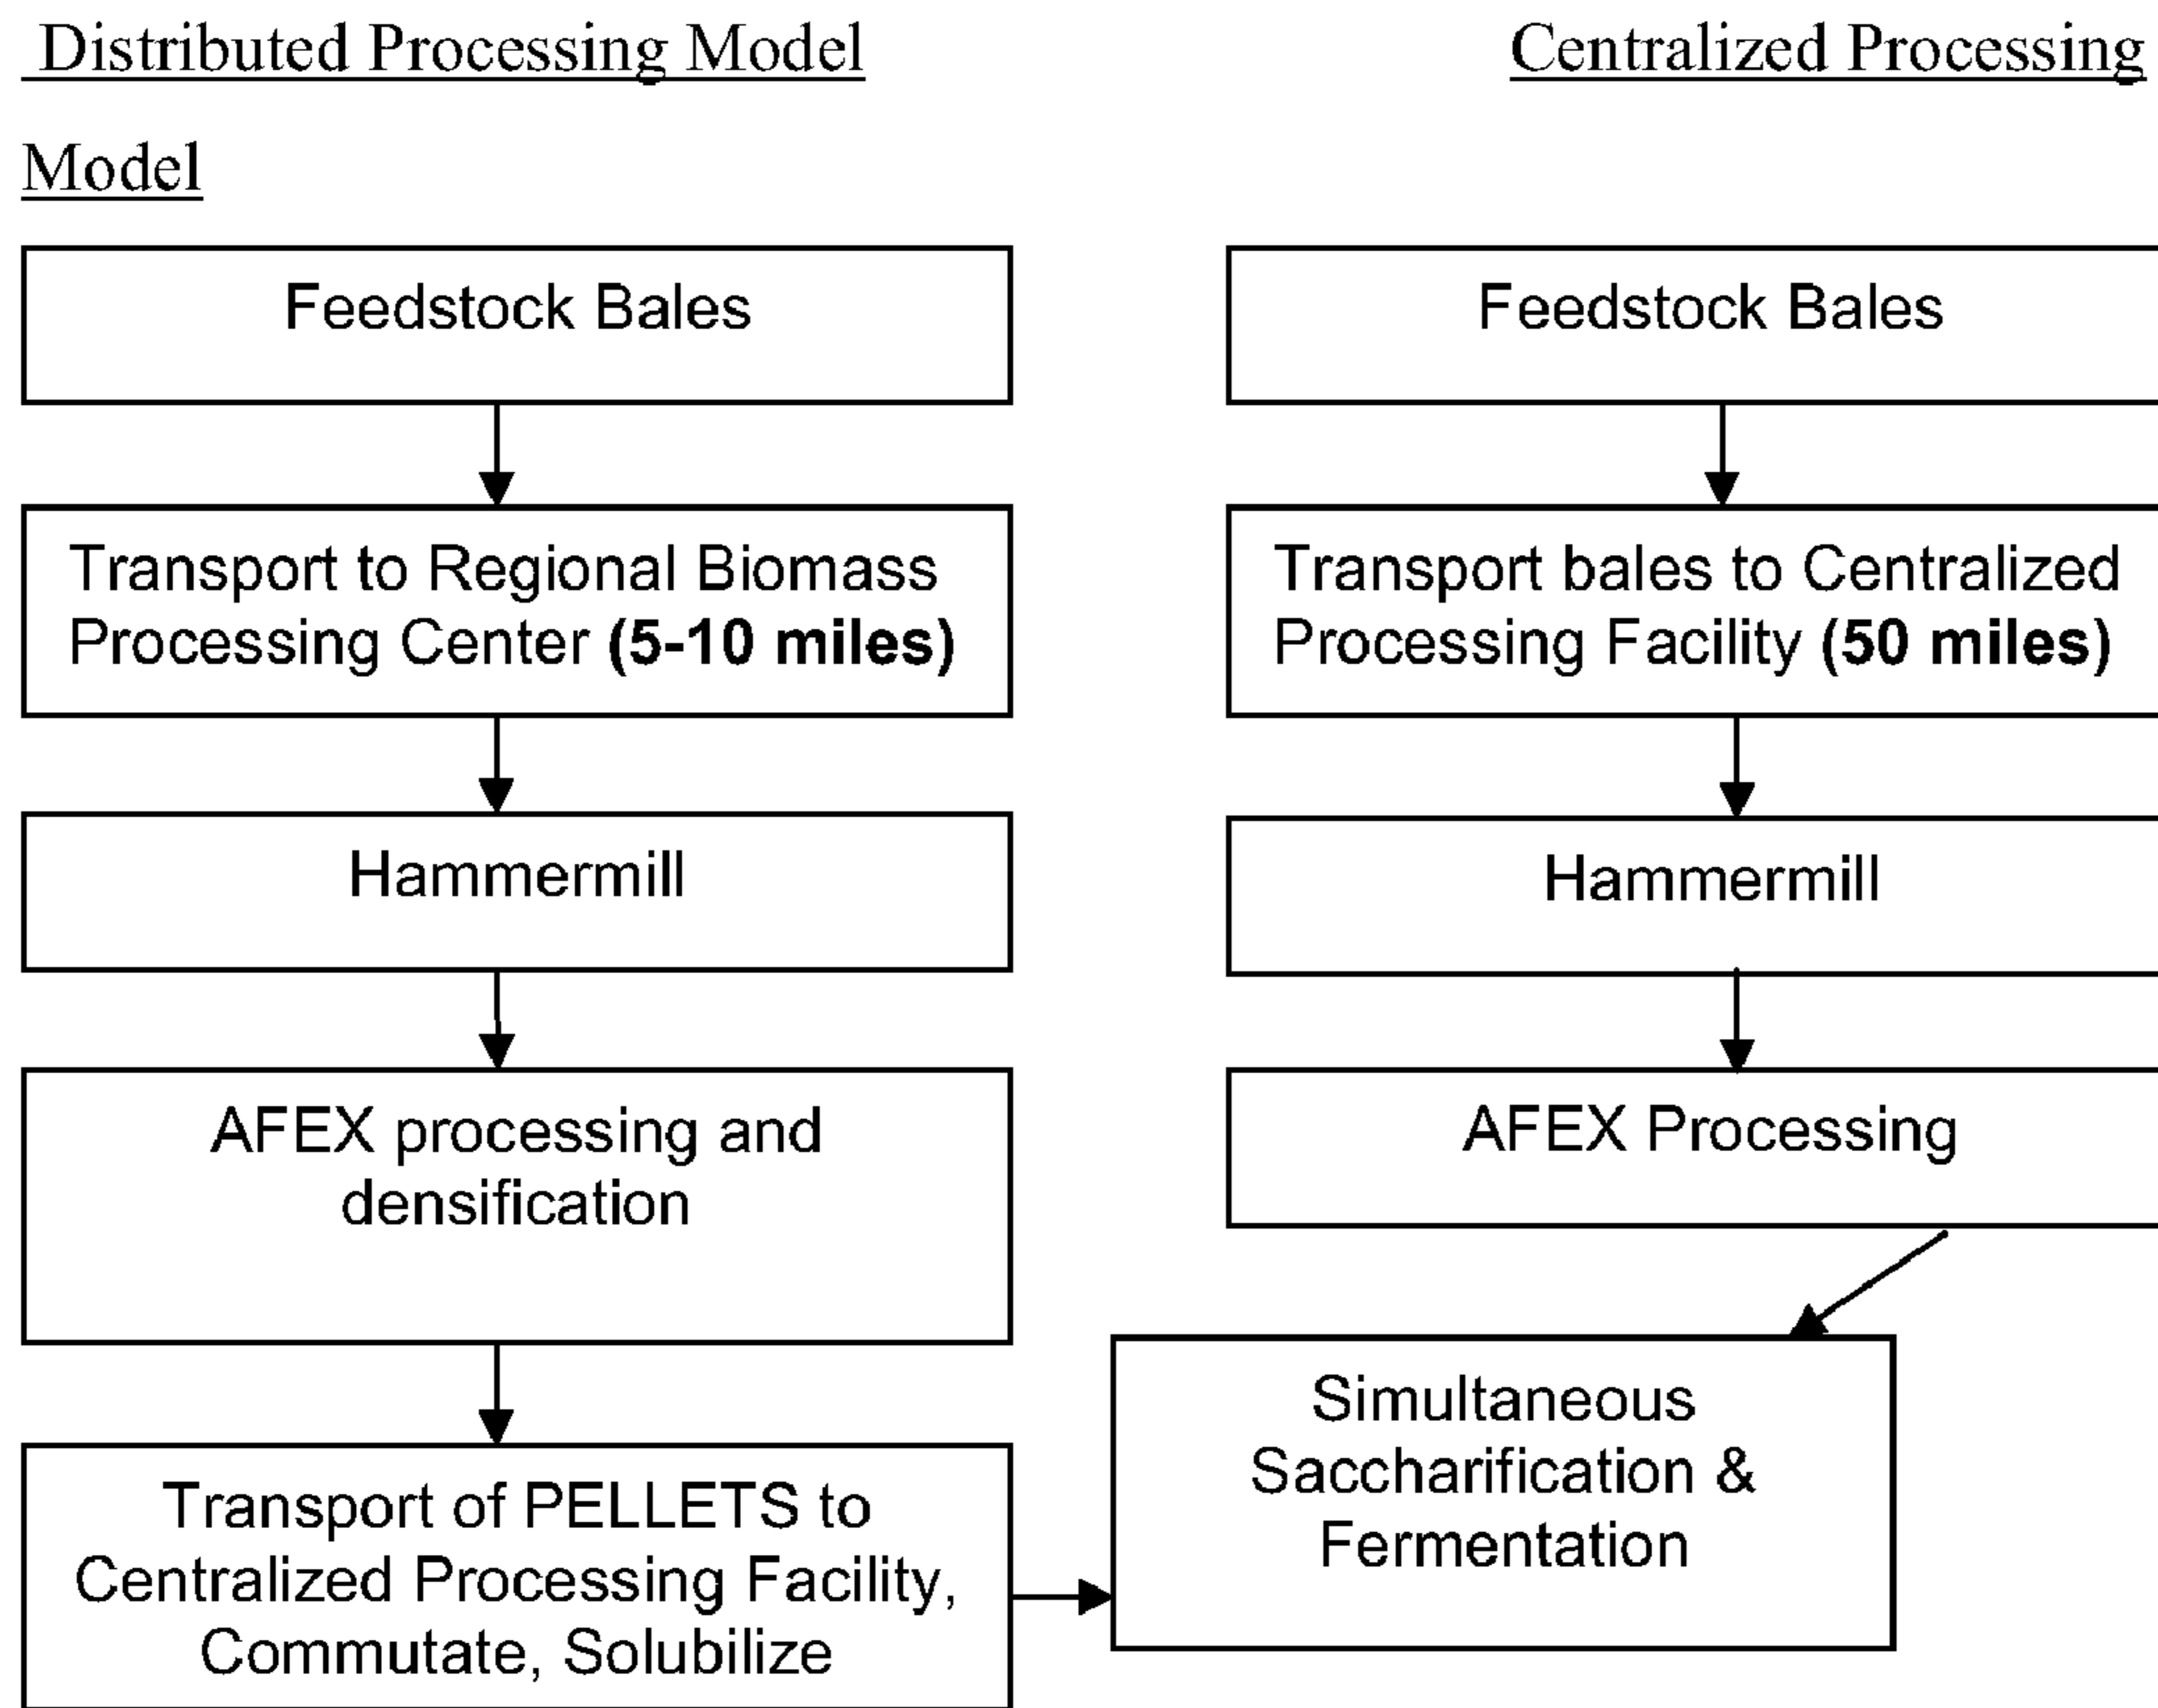 Distributed Processing Model
Centralized Processing
Model
Feedstock Bales
Transport to Regional Biomass
Processing Center (5-10 miles)
Hammermill
AFEX processing and
densification
Transport of PELLETS to
Centralized Processing Facility,
Commutate, Solubilize
Feedstock Bales
Transport bales to Centralized
Processing Facility (50 miles)
Hammermill
AFEX Processing
Simultaneous
Saccharification &
Fermentation